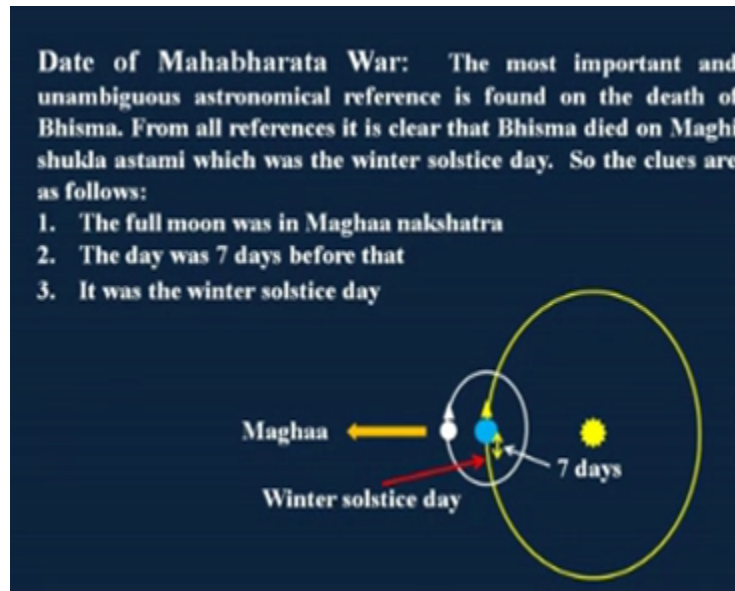 Date of Mahabharata War: The most important and
unambiguous astronomical reference is found on the death of
Bhisma. From all references it is clear that Bhisma died on Maghi
shukla astami which was the winter solstice day. So the clues are
as follows:
1. The full moon was in Maghaa nakshatra
2. The day was 7 days before that
3. It was the winter solstice day
Maghaa
7 days
Winter solstice day